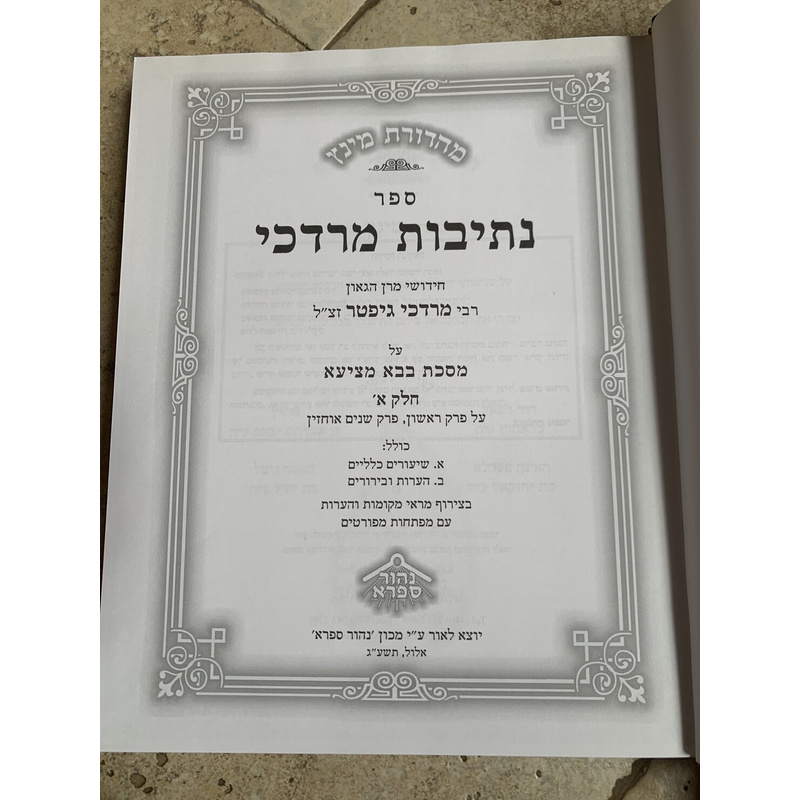 מהדורת מינץ
ספר
נתיבות מרדכי
חידושי מרן הגאון
רבי מרדכי גיפטר זצ״ל
על
מסכת בבא מציעא
חלק א׳
על פרק ראשון, פרק שנים אוחזין
כולל:
א. שיעורים כלליים
ב. הערות ובירורים
בצירוף מראי מקומות והערות
עם מפתחות מפורטים
נהור
ספרא
יוצא לאור ע״י מכון ׳נהור ספרא׳
אלול, תשע״ג